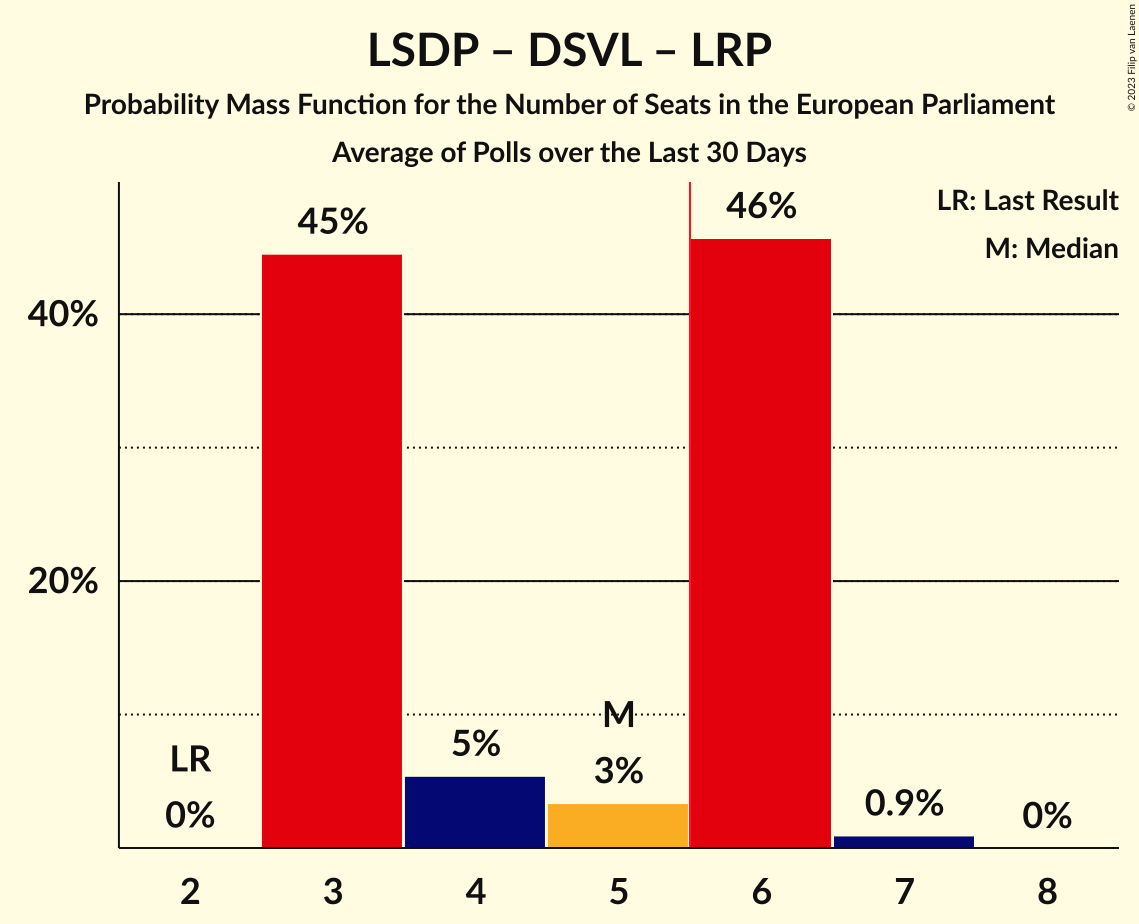 LSDP – DSVL – LRP
Probability Mass Function for the Number of Seats in the European Parliament
Average of Polls over the Last 30 Days
© 2023 Filip van Laenen
LR: Last Result
M: Median
45%
46%
40%
20%
LR
0%
5%
M
3%
0.9%
0%
2 3 4 5 6 7 8